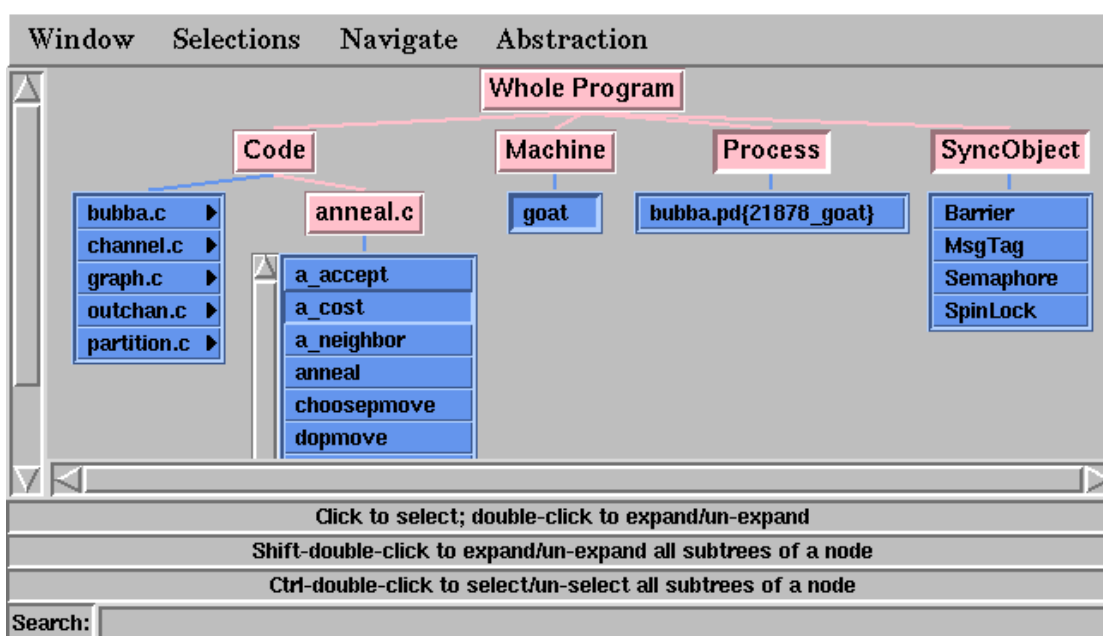 Window Selections Navigate Abstraction
Whole Program
Code Machine Process SyncObject
bubba.c
channel.c
graph.c
outchan.c
partition.c
anneal.c
a_accept
a_cost
a_neighbor
anneal
choosepmove
dopmove
goat
bubba.pd{21878_goat}
Barrier
MsgTag
Semaphore
SpinLock
Click to select; double-click to expand/un-expand
Shift-double-click to expand/un-expand all subtrees of a node
Ctrl-double-click to select/un-select all subtrees of a node
Search: